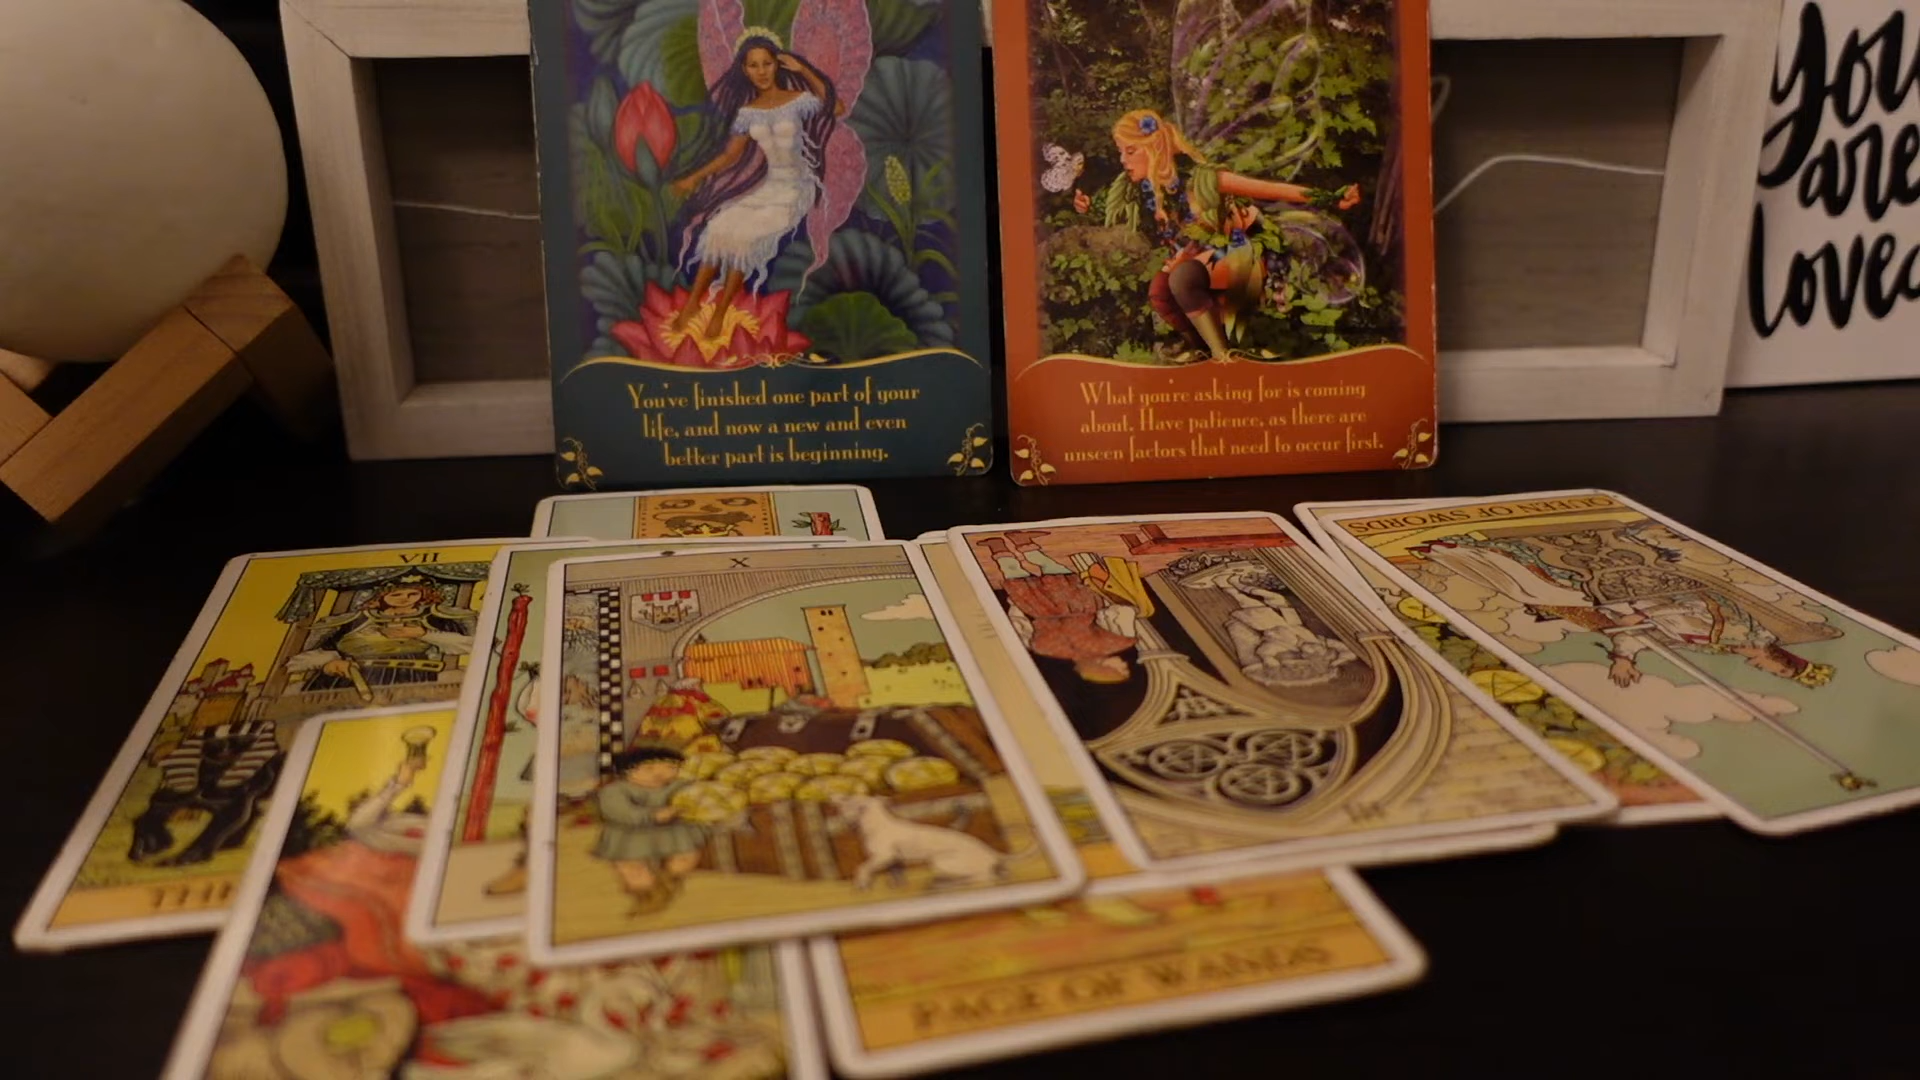 You
are
loved
You've finished one part of your
life, and now a new and even
better part is beginning.
What you're asking for is coming
about. Have patience, as there are
unseen factors that need to occur first.
VII
X
QUEEN OF SWORDS
THE
PAGE OF WANDS